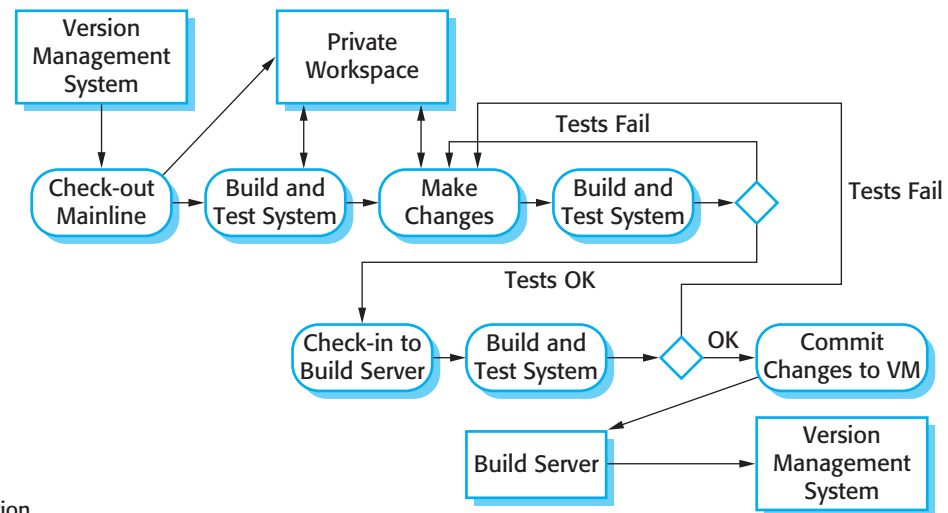 Version
Management
System
Private
Workspace
Tests Fail
Check-out
Mainline
Build and
Test System
Make
Changes
Build and
Test System
Tests Fail
Tests OK
Check-in to
Build Server
Build and
Test System
OK
Commit
Changes to VM
Build Server
Version
Management
System